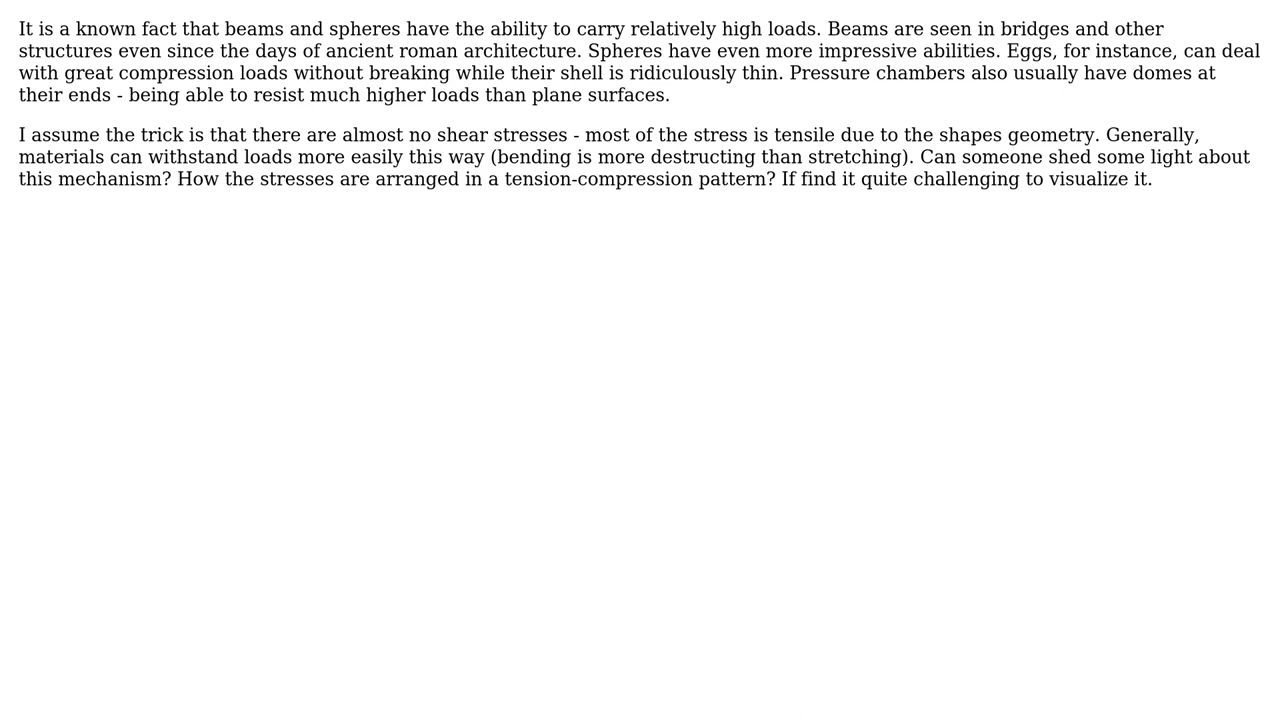 It is a known fact that beams and spheres have the ability to carry relatively high loads. Beams are seen in bridges and other
structures even since the days of ancient roman architecture. Spheres have even more impressive abilities. Eggs, for instance, can deal
with great compression loads without breaking while their shell is ridiculously thin. Pressure chambers also usually have domes at
their ends - being able to resist much higher loads than plane surfaces.
I assume the trick is that there are almost no shear stresses - most of the stress is tensile due to the shapes geometry. Generally,
materials can withstand loads more easily this way (bending is more destructing than stretching). Can someone shed some light about
this mechanism? How the stresses are arranged in a tension-compression pattern? If find it quite challenging to visualize it.